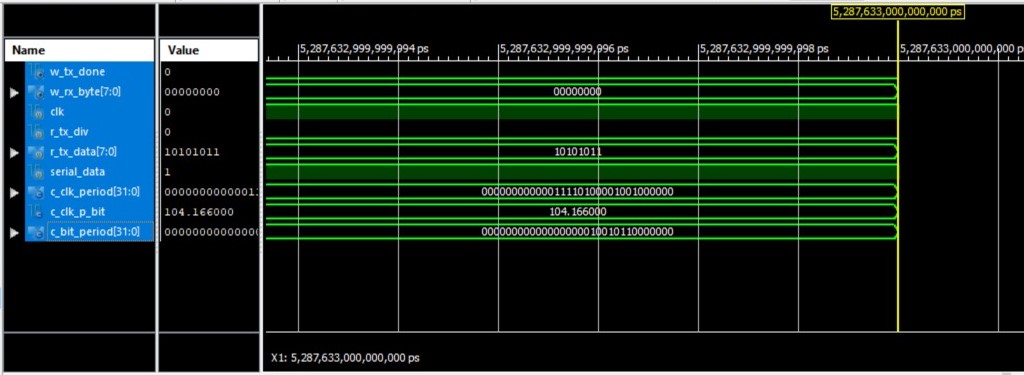 5,287,633,000,000,000 ps
Name Value
5,287,632,999,999,994 ps 5,287,632,999,999,996 ps 5,287,632,999,999,998 ps 5,287,633,000,000,000 ps
w_tx_done 0
w_rx_byte[7:0] 00000000 00000000
clk 0
r_tx_div 0
r_tx_data[7:0] 10101011 10101011
serial_data 1
c_clk_period[31:0] 00000000000011 00000000000011110100001001000000
c_clk_p_bit 104.166000 104.166000
c_bit_period[31:0] 00000000000000 00000000000000000010010110000000
X1: 5,287,633,000,000,000 ps